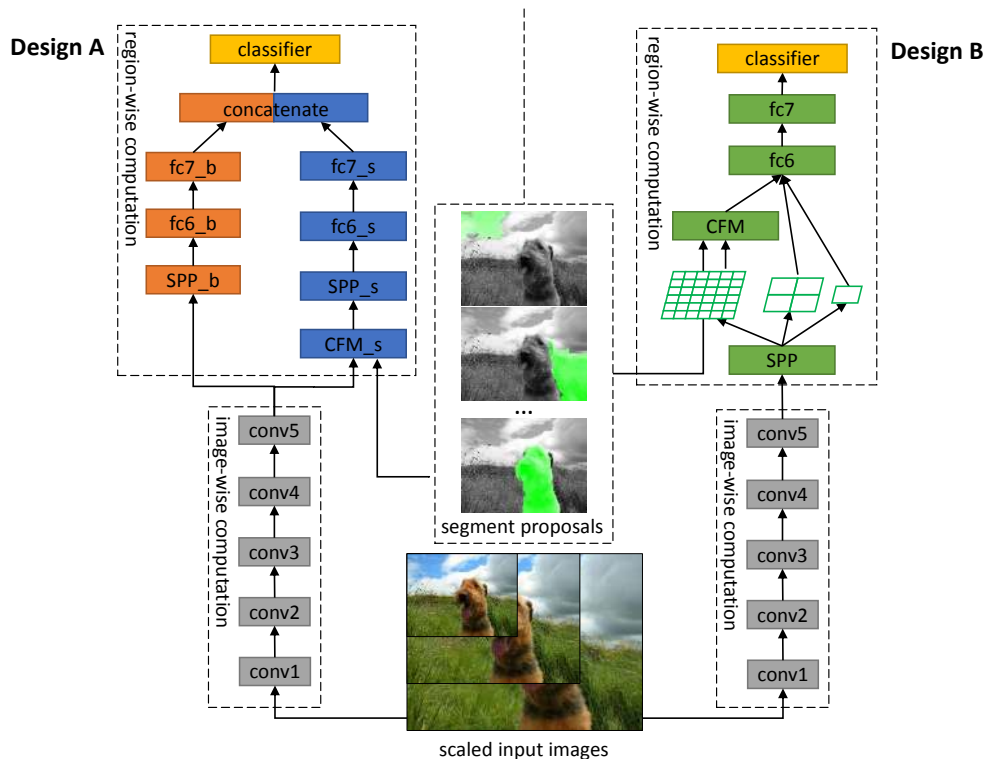 Design A
region-wise computation
classifier
concatenate
fc7_b
fc7_s
fc6_b
fc6_s
SPP_b
SPP_s
CFM_s
image-wise computation
conv5
conv4
conv3
conv2
conv1
...
segment proposals
scaled input images
Design B
region-wise computation
classifier
fc7
fc6
CFM
SPP
image-wise computation
conv5
conv4
conv3
conv2
conv1